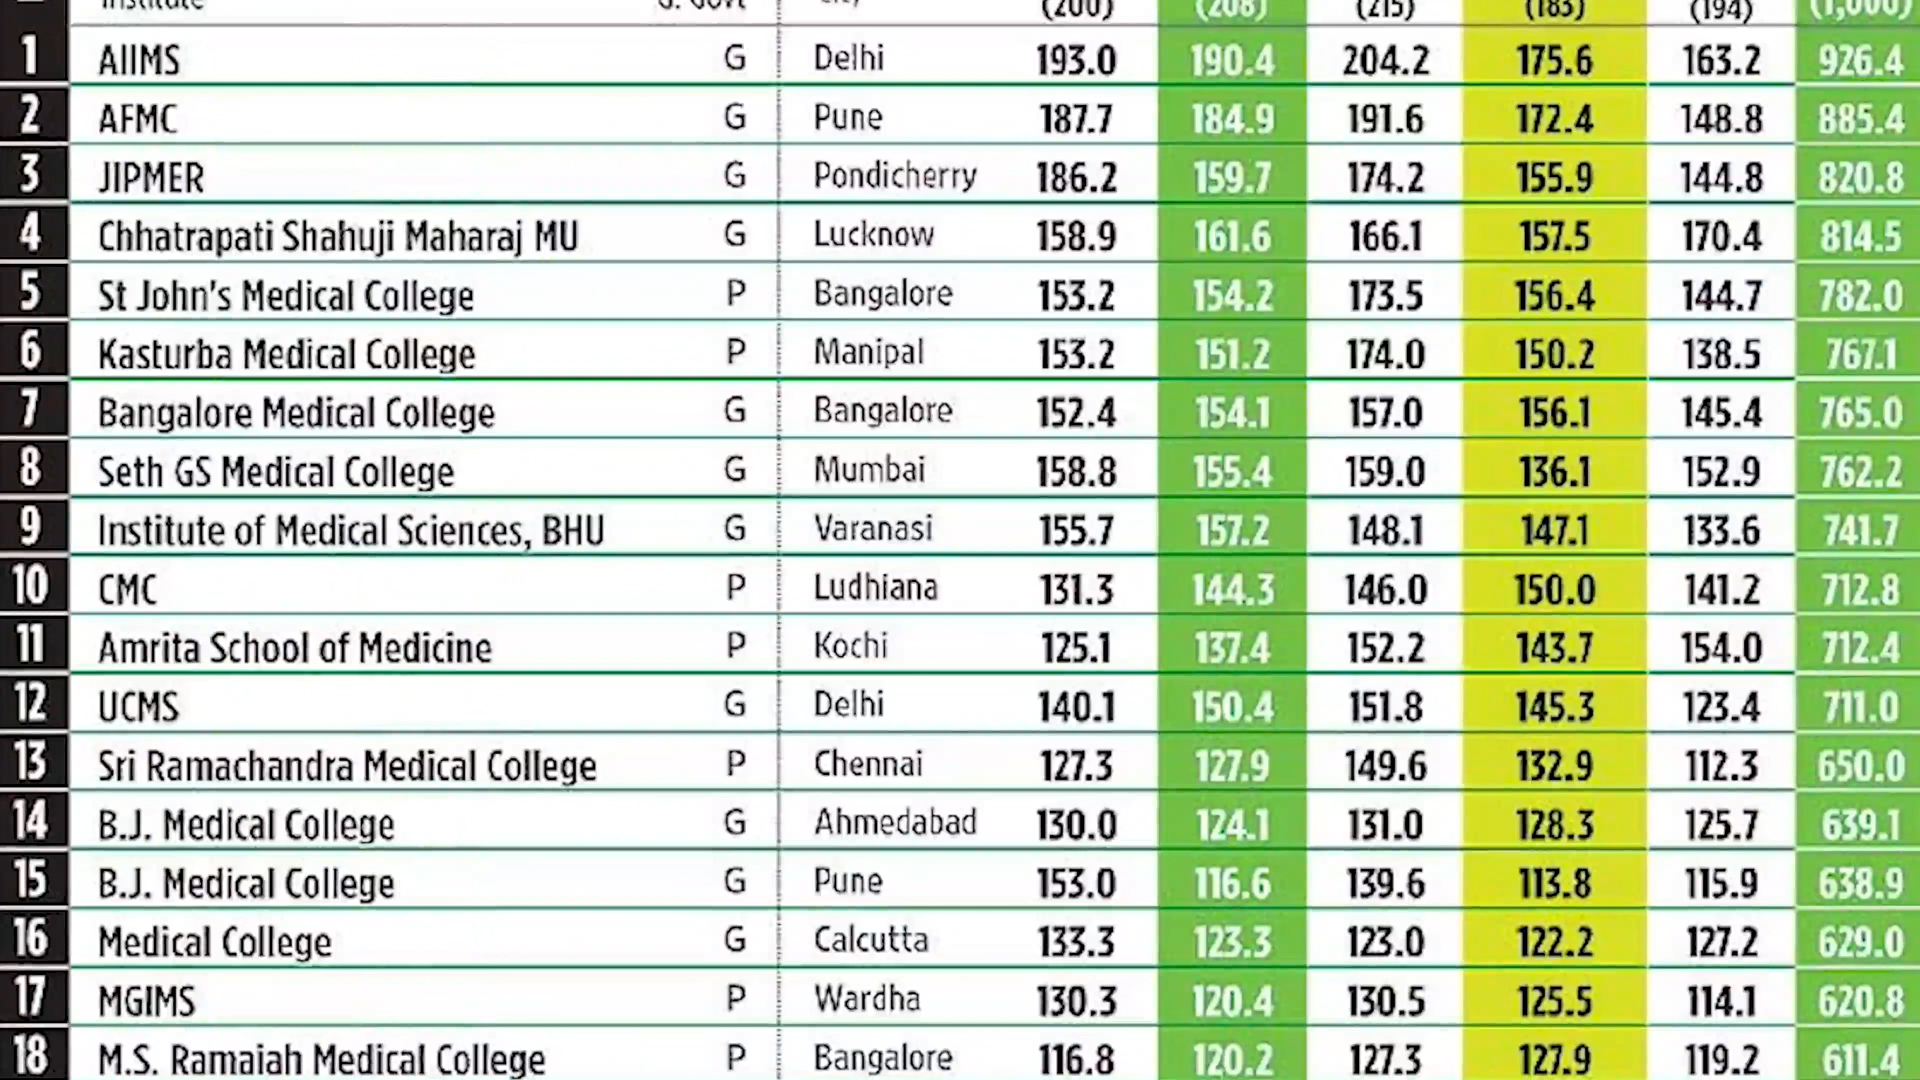 Institute G: Govt City (200) (208) (215) (183) (194) (1,000)
1 AIIMS G Delhi 193.0 190.4 204.2 175.6 163.2 926.4
2 AFMC G Pune 187.7 184.9 191.6 172.4 148.8 885.4
3 JIPMER G Pondicherry 186.2 159.7 174.2 155.9 144.8 820.8
4 Chhatrapati Shahuji Maharaj MU G Lucknow 158.9 161.6 166.1 157.5 170.4 814.5
5 St John's Medical College P Bangalore 153.2 154.2 173.5 156.4 144.7 782.0
6 Kasturba Medical College P Manipal 153.2 151.2 174.0 150.2 138.5 767.1
7 Bangalore Medical College G Bangalore 152.4 154.1 157.0 156.1 145.4 765.0
8 Seth GS Medical College G Mumbai 158.8 155.4 159.0 136.1 152.9 762.2
9 Institute of Medical Sciences, BHU G Varanasi 155.7 157.2 148.1 147.1 133.6 741.7
10 CMC P Ludhiana 131.3 144.3 146.0 150.0 141.2 712.8
11 Amrita School of Medicine P Kochi 125.1 137.4 152.2 143.7 154.0 712.4
12 UCMS G Delhi 140.1 150.4 151.8 145.3 123.4 711.0
13 Sri Ramachandra Medical College P Chennai 127.3 127.9 149.6 132.9 112.3 650.0
14 B.J. Medical College G Ahmedabad 130.0 124.1 131.0 128.3 125.7 639.1
15 B.J. Medical College G Pune 153.0 116.6 139.6 113.8 115.9 638.9
16 Medical College G Calcutta 133.3 123.3 123.0 122.2 127.2 629.0
17 MGIMS P Wardha 130.3 120.4 130.5 125.5 114.1 620.8
18 M.S. Ramaiah Medical College P Bangalore 116.8 120.2 127.3 127.9 119.2 611.4